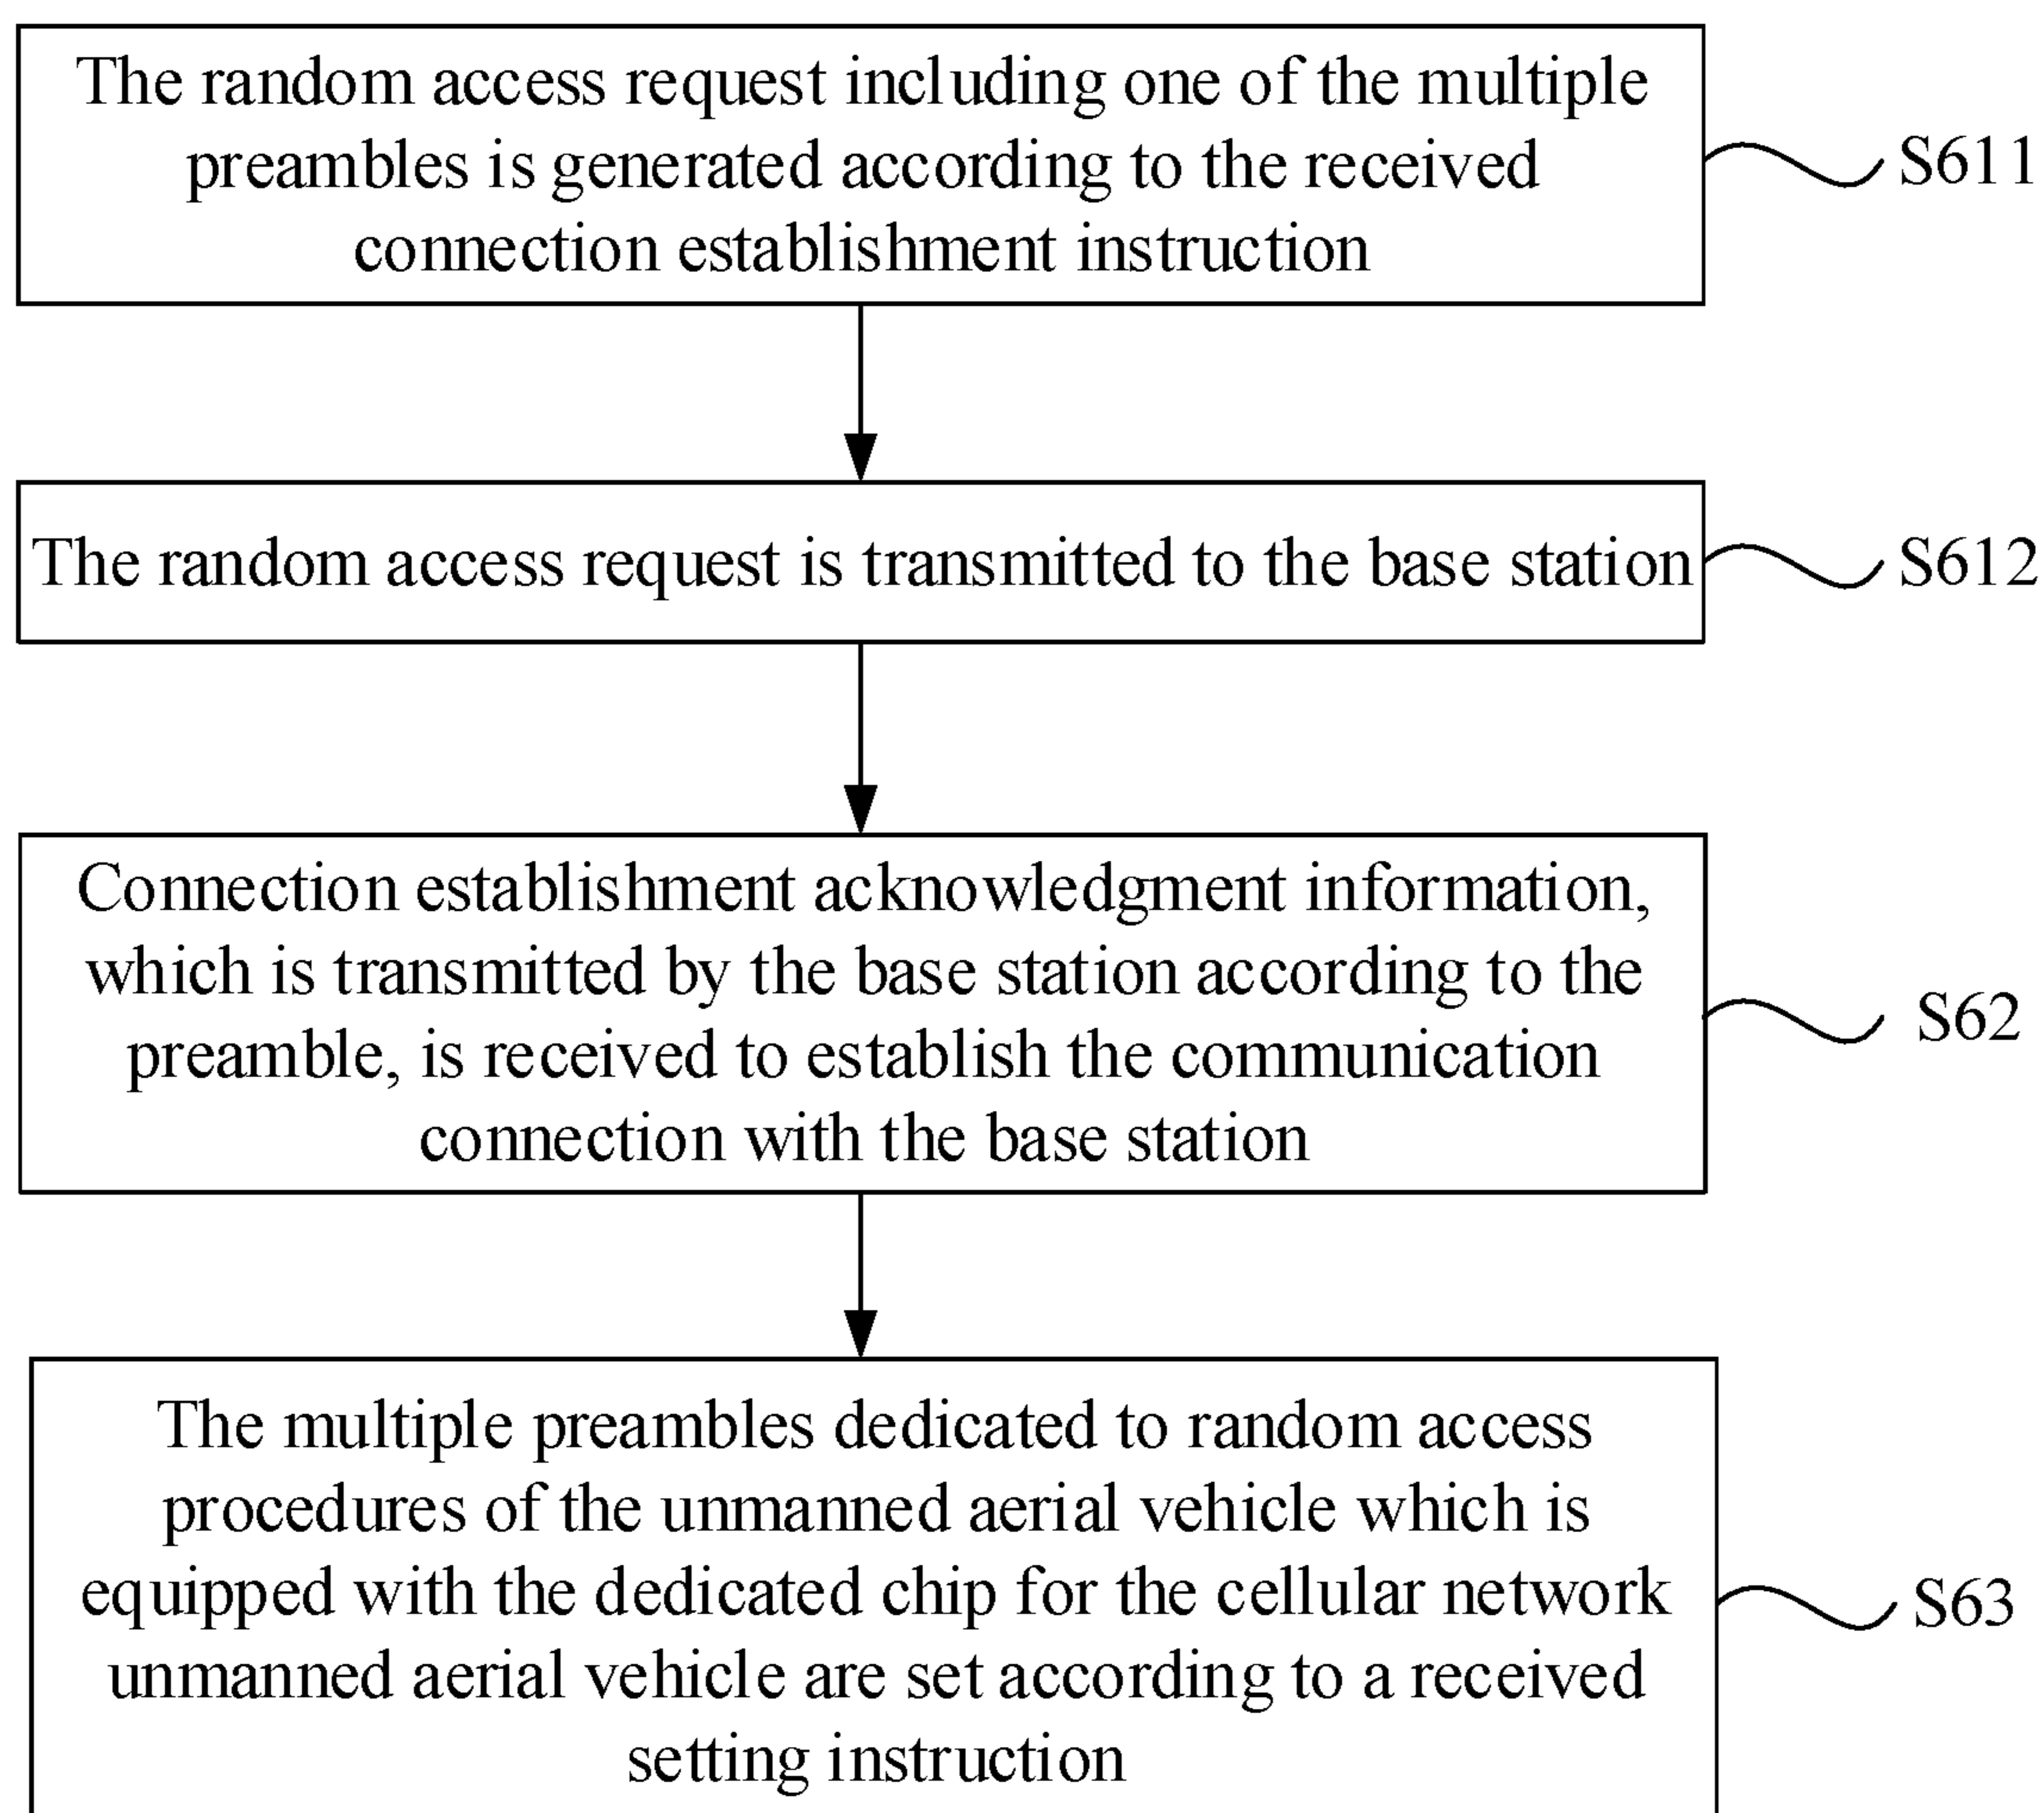 The random access request including one of the multiple
preambles is generated according to the received
connection establishment instruction
S611
The random access request is transmitted to the base station
S612
Connection establishment acknowledgment information,
which is transmitted by the base station according to the
preamble, is received to establish the communication
connection with the base station
S62
The multiple preambles dedicated to random access
procedures of the unmanned aerial vehicle which is
equipped with the dedicated chip for the cellular network
unmanned aerial vehicle are set according to a received
setting instruction
S63